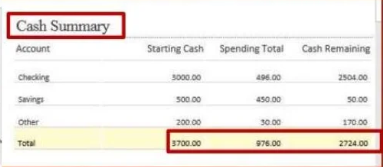 Cash Summary
Account Starting Cash Spending Total Cash Remaining
Checking 3000.00 496.00 2504.00
Savings 500.00 450.00 50.00
Other 200.00 30.00 170.00
Total 3700.00 976.00 2724.00